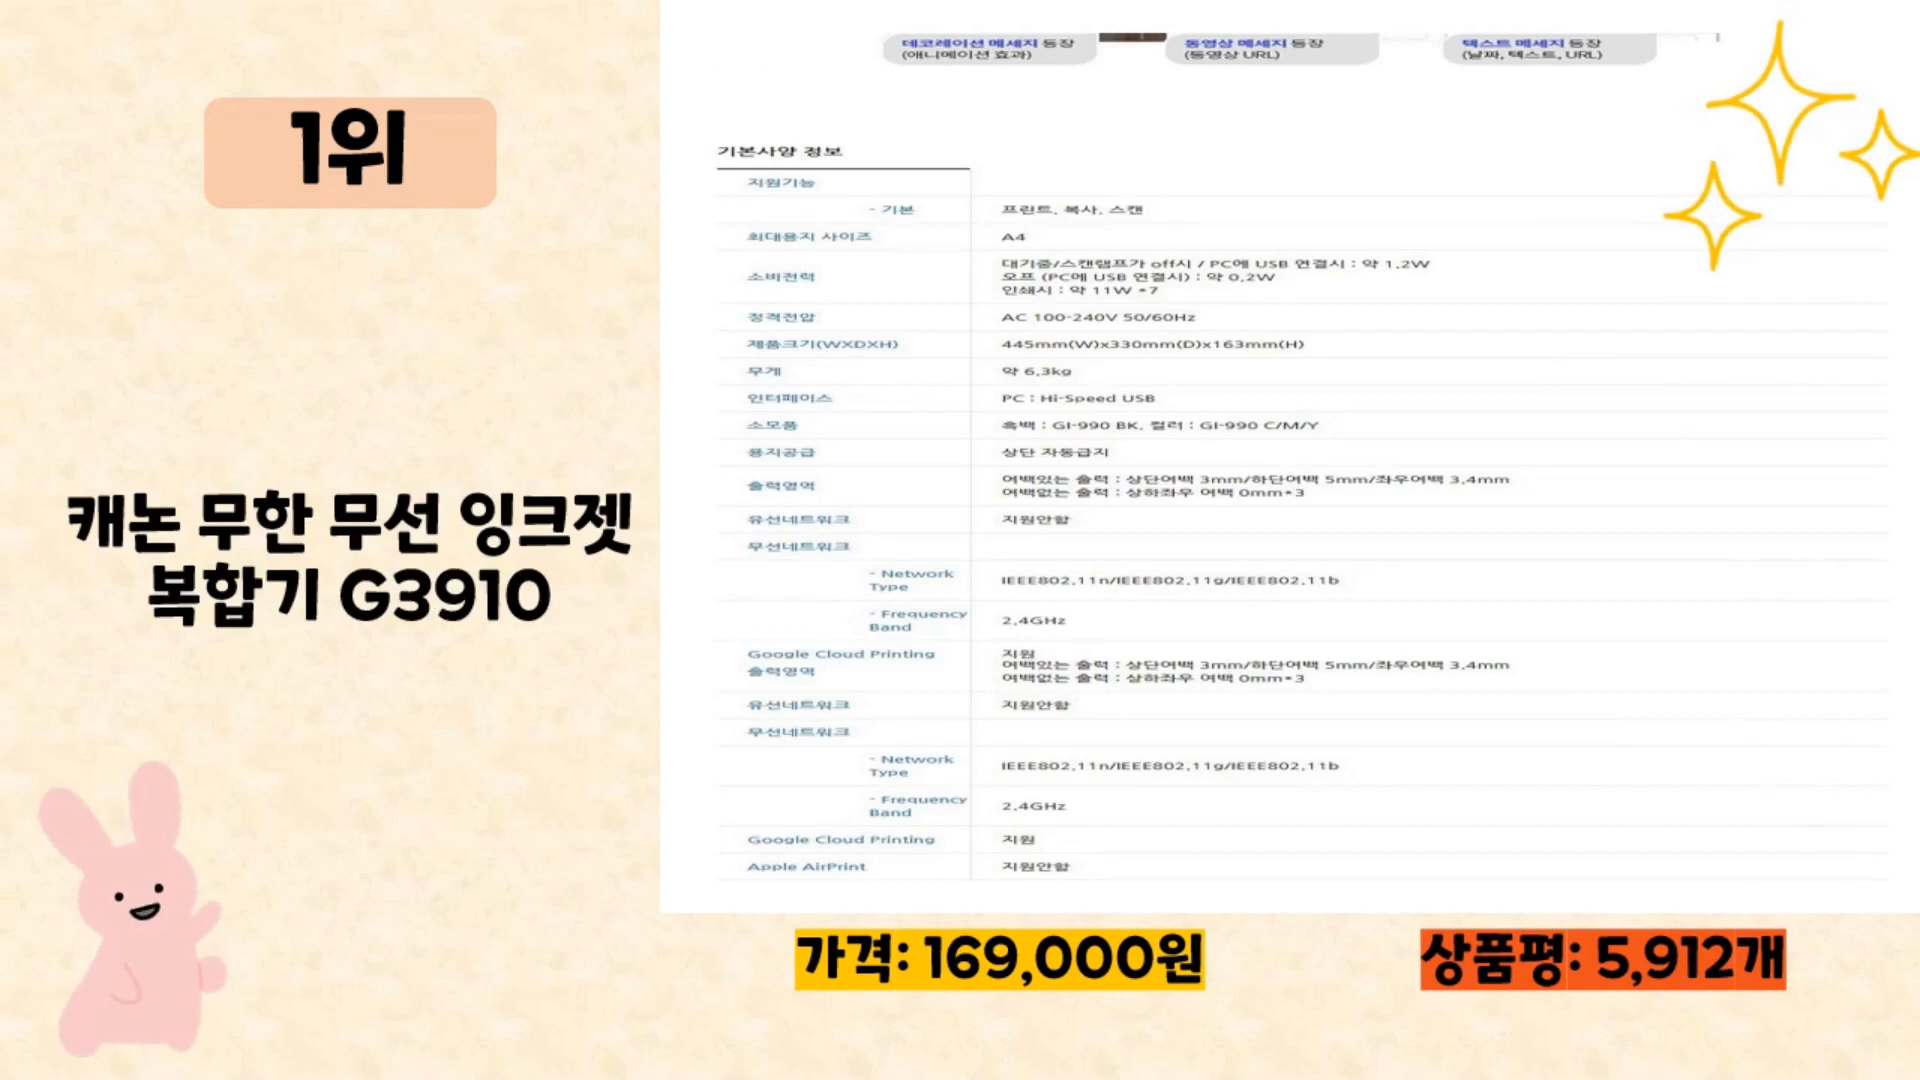 1위
캐논 무한 무선 잉크젯
복합기 G3910
데코레이션 메세지 등장
(애니메이션 효과)
동영상 메세지 등장
(동영상 URL)
텍스트 메세지 등장
(날짜, 텍스트, URL)
기본사양 정보
지원기능
- 기본 프린트, 복사, 스캔
최대용지 사이즈 A4
소비전력 대기중/스캔램프가 off시 / PC에 USB 연결시 : 약 1.2W
오프 (PC에 USB 연결시) : 약 0.2W
인쇄시 : 약 11W *7
정격전압 AC 100-240V 50/60Hz
제품크기(WXDXH) 445mm(W)x330mm(D)x163mm(H)
무게 약 6.3kg
인터페이스 PC : Hi-Speed USB
소모품 흑백 : GI-990 BK, 컬러 : GI-990 C/M/Y
용지공급 상단 자동급지
출력영역 여백있는 출력 : 상단여백 3mm/하단여백 5mm/좌우여백 3.4mm
여백없는 출력 : 상하좌우 여백 0mm*3
유선네트워크 지원안함
무선네트워크
- Network Type IEEE802.11n/IEEE802.11g/IEEE802.11b
- Frequency Band 2.4GHz
Google Cloud Printing 지원
출력영역 여백있는 출력 : 상단여백 3mm/하단여백 5mm/좌우여백 3.4mm
여백없는 출력 : 상하좌우 여백 0mm*3
유선네트워크 지원안함
무선네트워크
- Network Type IEEE802.11n/IEEE802.11g/IEEE802.11b
- Frequency Band 2.4GHz
Google Cloud Printing 지원
Apple AirPrint 지원안함
가격: 169,000원
상품평: 5,912개